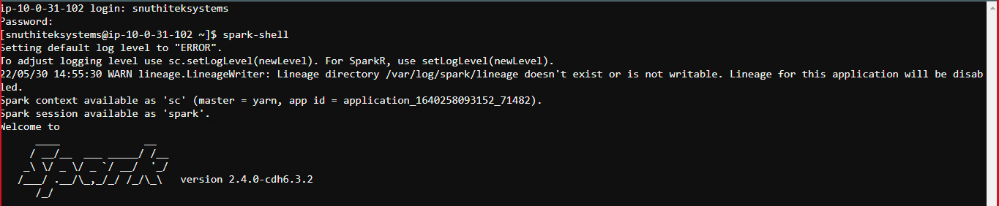 ip-10-0-31-102 login: snuthiteksystems
Password:
[snuthiteksystems@ip-10-0-31-102 ~]$ spark-shell
Setting default log level to "ERROR".
To adjust logging level use sc.setLogLevel(newLevel). For SparkR, use setLogLevel(newLevel).
22/05/30 14:55:30 WARN lineage.LineageWriter: Lineage directory /var/log/spark/lineage doesn't exist or is not writable. Lineage for this application will be disab
led.
Spark context available as 'sc' (master = yarn, app id = application_1640258093152_71482).
Spark session available as 'spark'.
Welcome to
      ____              __
     / __/__  ___ _____/ /__
    _\ \/ _ \/ _ `/ __/  '_/
   /___/ .__/\_,_/_/ /_/\_\   version 2.4.0-cdh6.3.2
      /_/